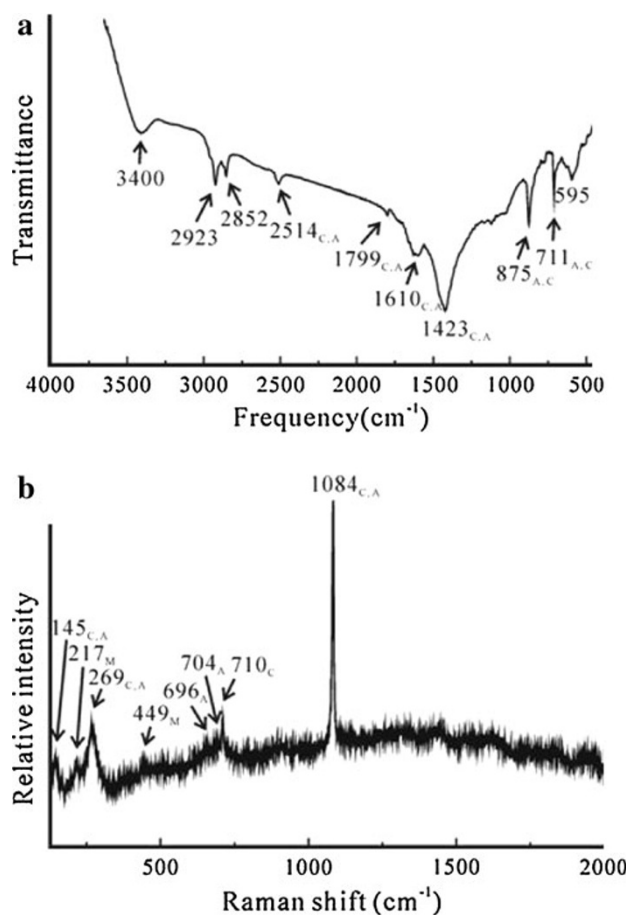 a
Transmittance
3400
2923
2852
2514C,A
1799C,A
1610C,A
1423C,A
875A,C
711A,C
595
4000 3500 3000 2500 2000 1500 1000 500
Frequency(cm-1)
b
1084C,A
145C,A
217M
269C,A
449M
696A
704A
710C
Relative intensity
500 1000 1500 2000
Raman shift (cm-1)